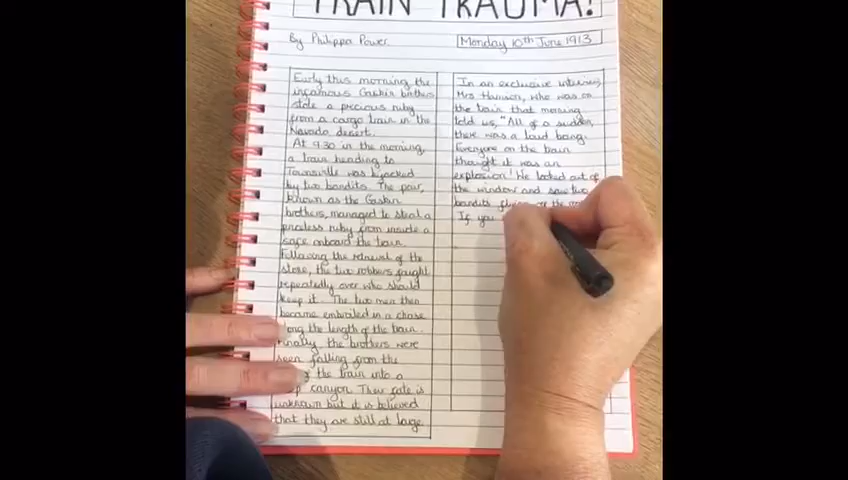 TRAIN TRAUMA!
By Philippa Power.
Monday 10th June 1913
Early this morning the
infamous Gaskin brothers
stole a precious ruby
from a cargo train in the
Nevada desert.
At 9.30 in the morning,
a train heading to
Townsville was hijacked
by two bandits. The pair,
known as the Gaskin
brothers, managed to steal a
priceless ruby from inside a
safe onboard the train.
Following the retrieval of the
stone, the two robbers fought
repeatedly over who should
keep it. The two men then
became embroiled in a chase
along the length of the train.
Finally the brothers were
seen falling from the
of the train into a
canyon. Their fate is
unknown but it is believed
that they are still at large.
In an exclusive interview,
Mrs Hanson, who was on
the train that morning
told us, "All of a sudden,
there was a loud bang.
Everyone on the train
thought it was an
explosion! We looked out of
the window and saw two
bandits the
If you